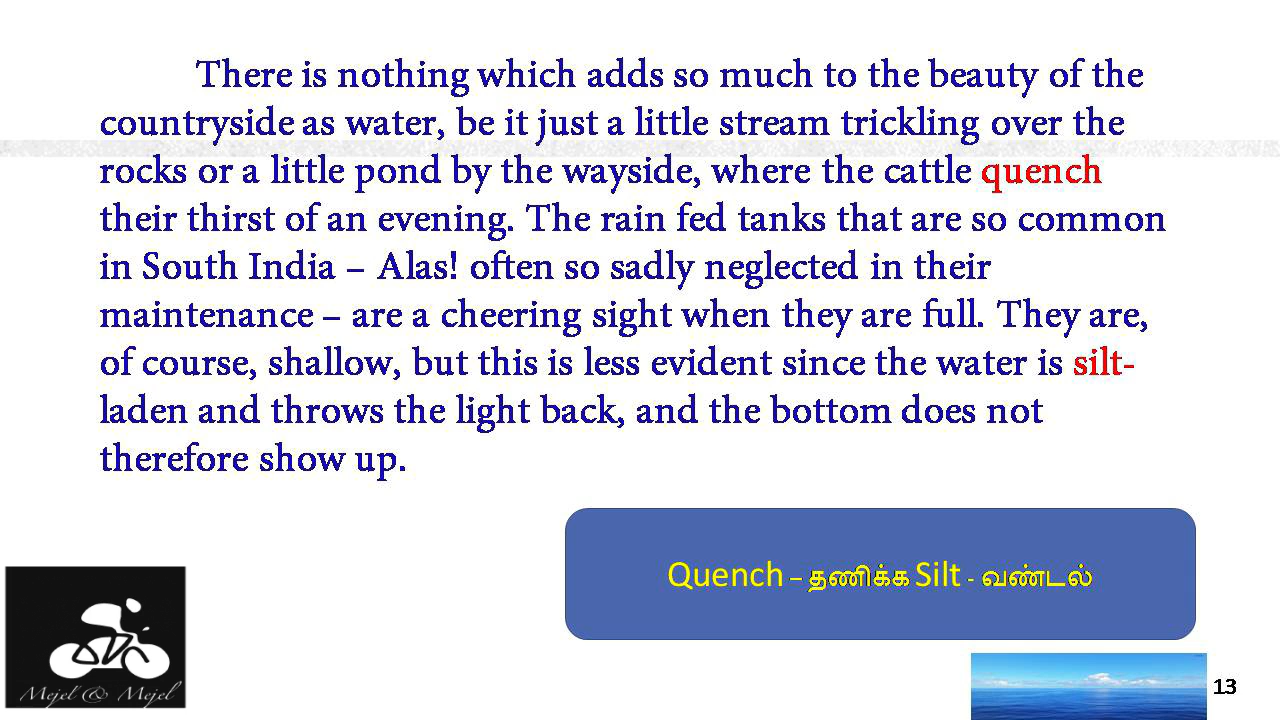 There is nothing which adds so much to the beauty of the
countryside as water, be it just a little stream trickling over the
rocks or a little pond by the wayside, where the cattle quench
their thirst of an evening. The rain fed tanks that are so common
in South India – Alas! often so sadly neglected in their
maintenance – are a cheering sight when they are full. They are,
of course, shallow, but this is less evident since the water is silt-
laden and throws the light back, and the bottom does not
therefore show up.
Quench – தணிக்க Silt - வண்டல்
Mejel & Mejel
13